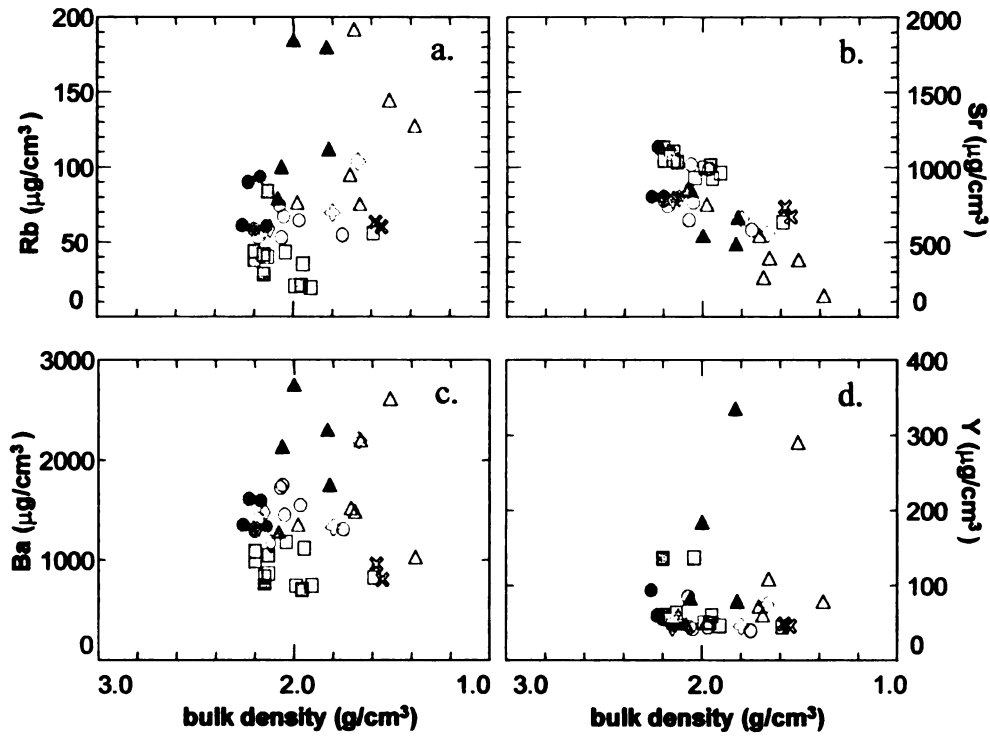 200
150
100
50
0
Rb (µg/cm³)
a.
b.
2000
1500
1000
500
0
Sr (µg/cm³)
3000
2000
1000
0
Ba (µg/cm³)
c.
d.
400
300
200
100
0
Y (µg/cm³)
3.0 2.0 1.0
bulk density (g/cm³)
3.0 2.0 1.0
bulk density (g/cm³)